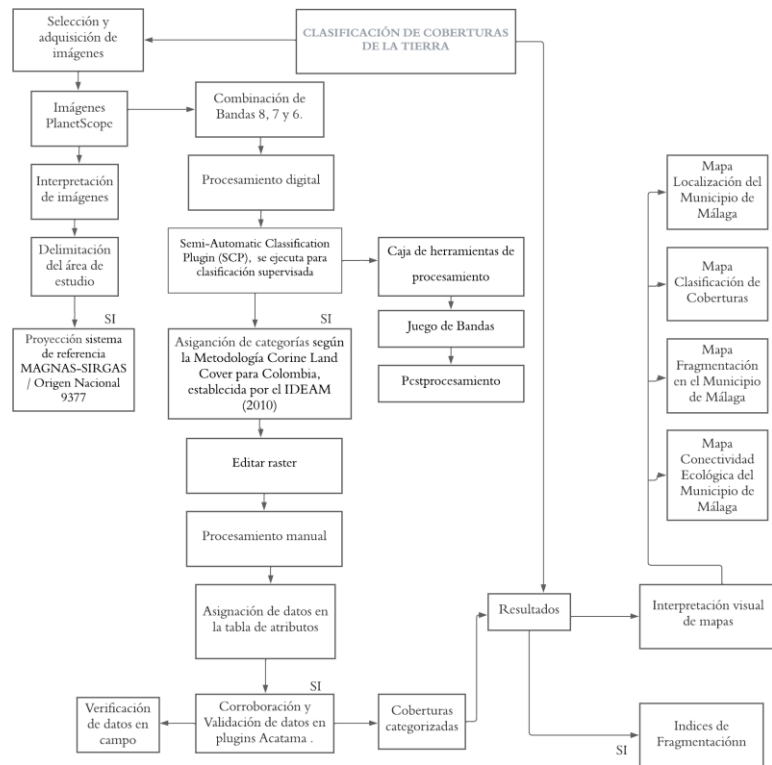 Selección y
adquisición de
imágenes
CLASIFICACIÓN DE COBERTURAS
DE LA TIERRA
Imágenes
PlanetScope
Combinación de
Bandas 8, 7 y 6.
Interpretación
de imágenes
Procesamiento digital
Delimitación
del área de
estudio
Semi-Automatic Classification
Plugin (SCP), se ejecuta para
clasificación supervisada
Caja de herramientas de
procesamiento
SI
Proyección sistema
de referencia
MAGNAS-SIRGAS
/ Origen Nacional
9377
SI
Asiganción de categorías según
la Metodología Corine Land
Cover para Colombia,
establecida por el IDEAM
(2010)
Juego de Bandas
Pcstprocesamiento
Editar raster
Procesamiento manual
Asignación de datos en
la tabla de atributos
SI
Verificación
de datos en
campo
Corroboración y
Validación de datos en
plugins Acatama .
Coberturas
categorizadas
Resultados
Interpretación visual
de mapas
Mapa
Localización del
Municipio de
Málaga
Mapa
Clasificación de
Coberturas
Mapa
Fragmentación
en el Municipio
de Málaga
Mapa
Conectividad
Ecológica del
Municipio de
Málaga
SI
Indices de
Fragmentaciónn